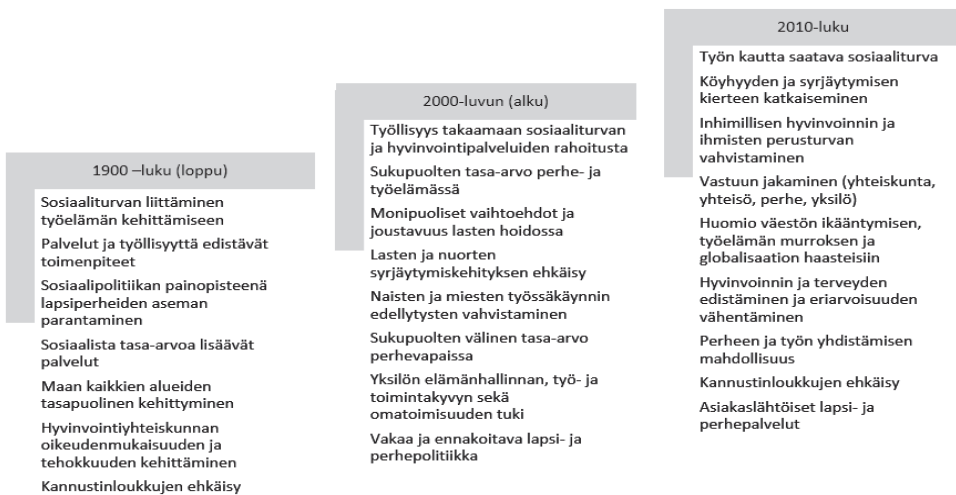 1900 –luku (loppu)
Sosiaaliturvan liittäminen
työelämän kehittämiseen
Palvelut ja työllisyyttä edistävät
toimenpiteet
Sosiaalipolitiikan painopisteenä
lapsiperheiden aseman
parantaminen
Sosiaalista tasa-arvoa lisäävät
palvelut
Maan kaikkien alueiden
tasapuolinen kehittyminen
Hyvinvointiyhteiskunnan
oikeudenmukaisuuden ja
tehokkuuden kehittäminen
Kannustinloukkujen ehkäisy
2000-luvun (alku)
Työllisyys takaamaan sosiaaliturvan
ja hyvinvointipalveluiden rahoitusta
Sukupuolten tasa-arvo perhe- ja
työelämässä
Monipuoliset vaihtoehdot ja
joustavuus lasten hoidossa
Lasten ja nuorten
syrjäytymiskehityksen ehkäisy
Naisten ja miesten työssäkäynnin
edellytysten vahvistaminen
Sukupuolten välinen tasa-arvo
perhevapaissa
Yksilön elämänhallinnan, työ- ja
toimintakyvyn sekä
omatoimisuuden tuki
Vakaa ja ennakoitava lapsi- ja
perhepolitiikka
2010-luku
Työn kautta saatava sosiaaliturva
Köyhyyden ja syrjäytymisen
kierteen katkaiseminen
Inhimillisen hyvinvoinnin ja
ihmisten perusturvan
vahvistaminen
Vastuun jakaminen (yhteiskunta,
yhteisö, perhe, yksilö)
Huomio väestön ikääntymisen,
työelämän murroksen ja
globalisaation haasteisiin
Hyvinvoinnin ja terveyden
edistäminen ja eriarvoisuuden
vähentäminen
Perheen ja työn yhdistämisen
mahdollisuus
Kannustinloukkujen ehkäisy
Asiakaslähtöiset lapsi- ja
perhepalvelut